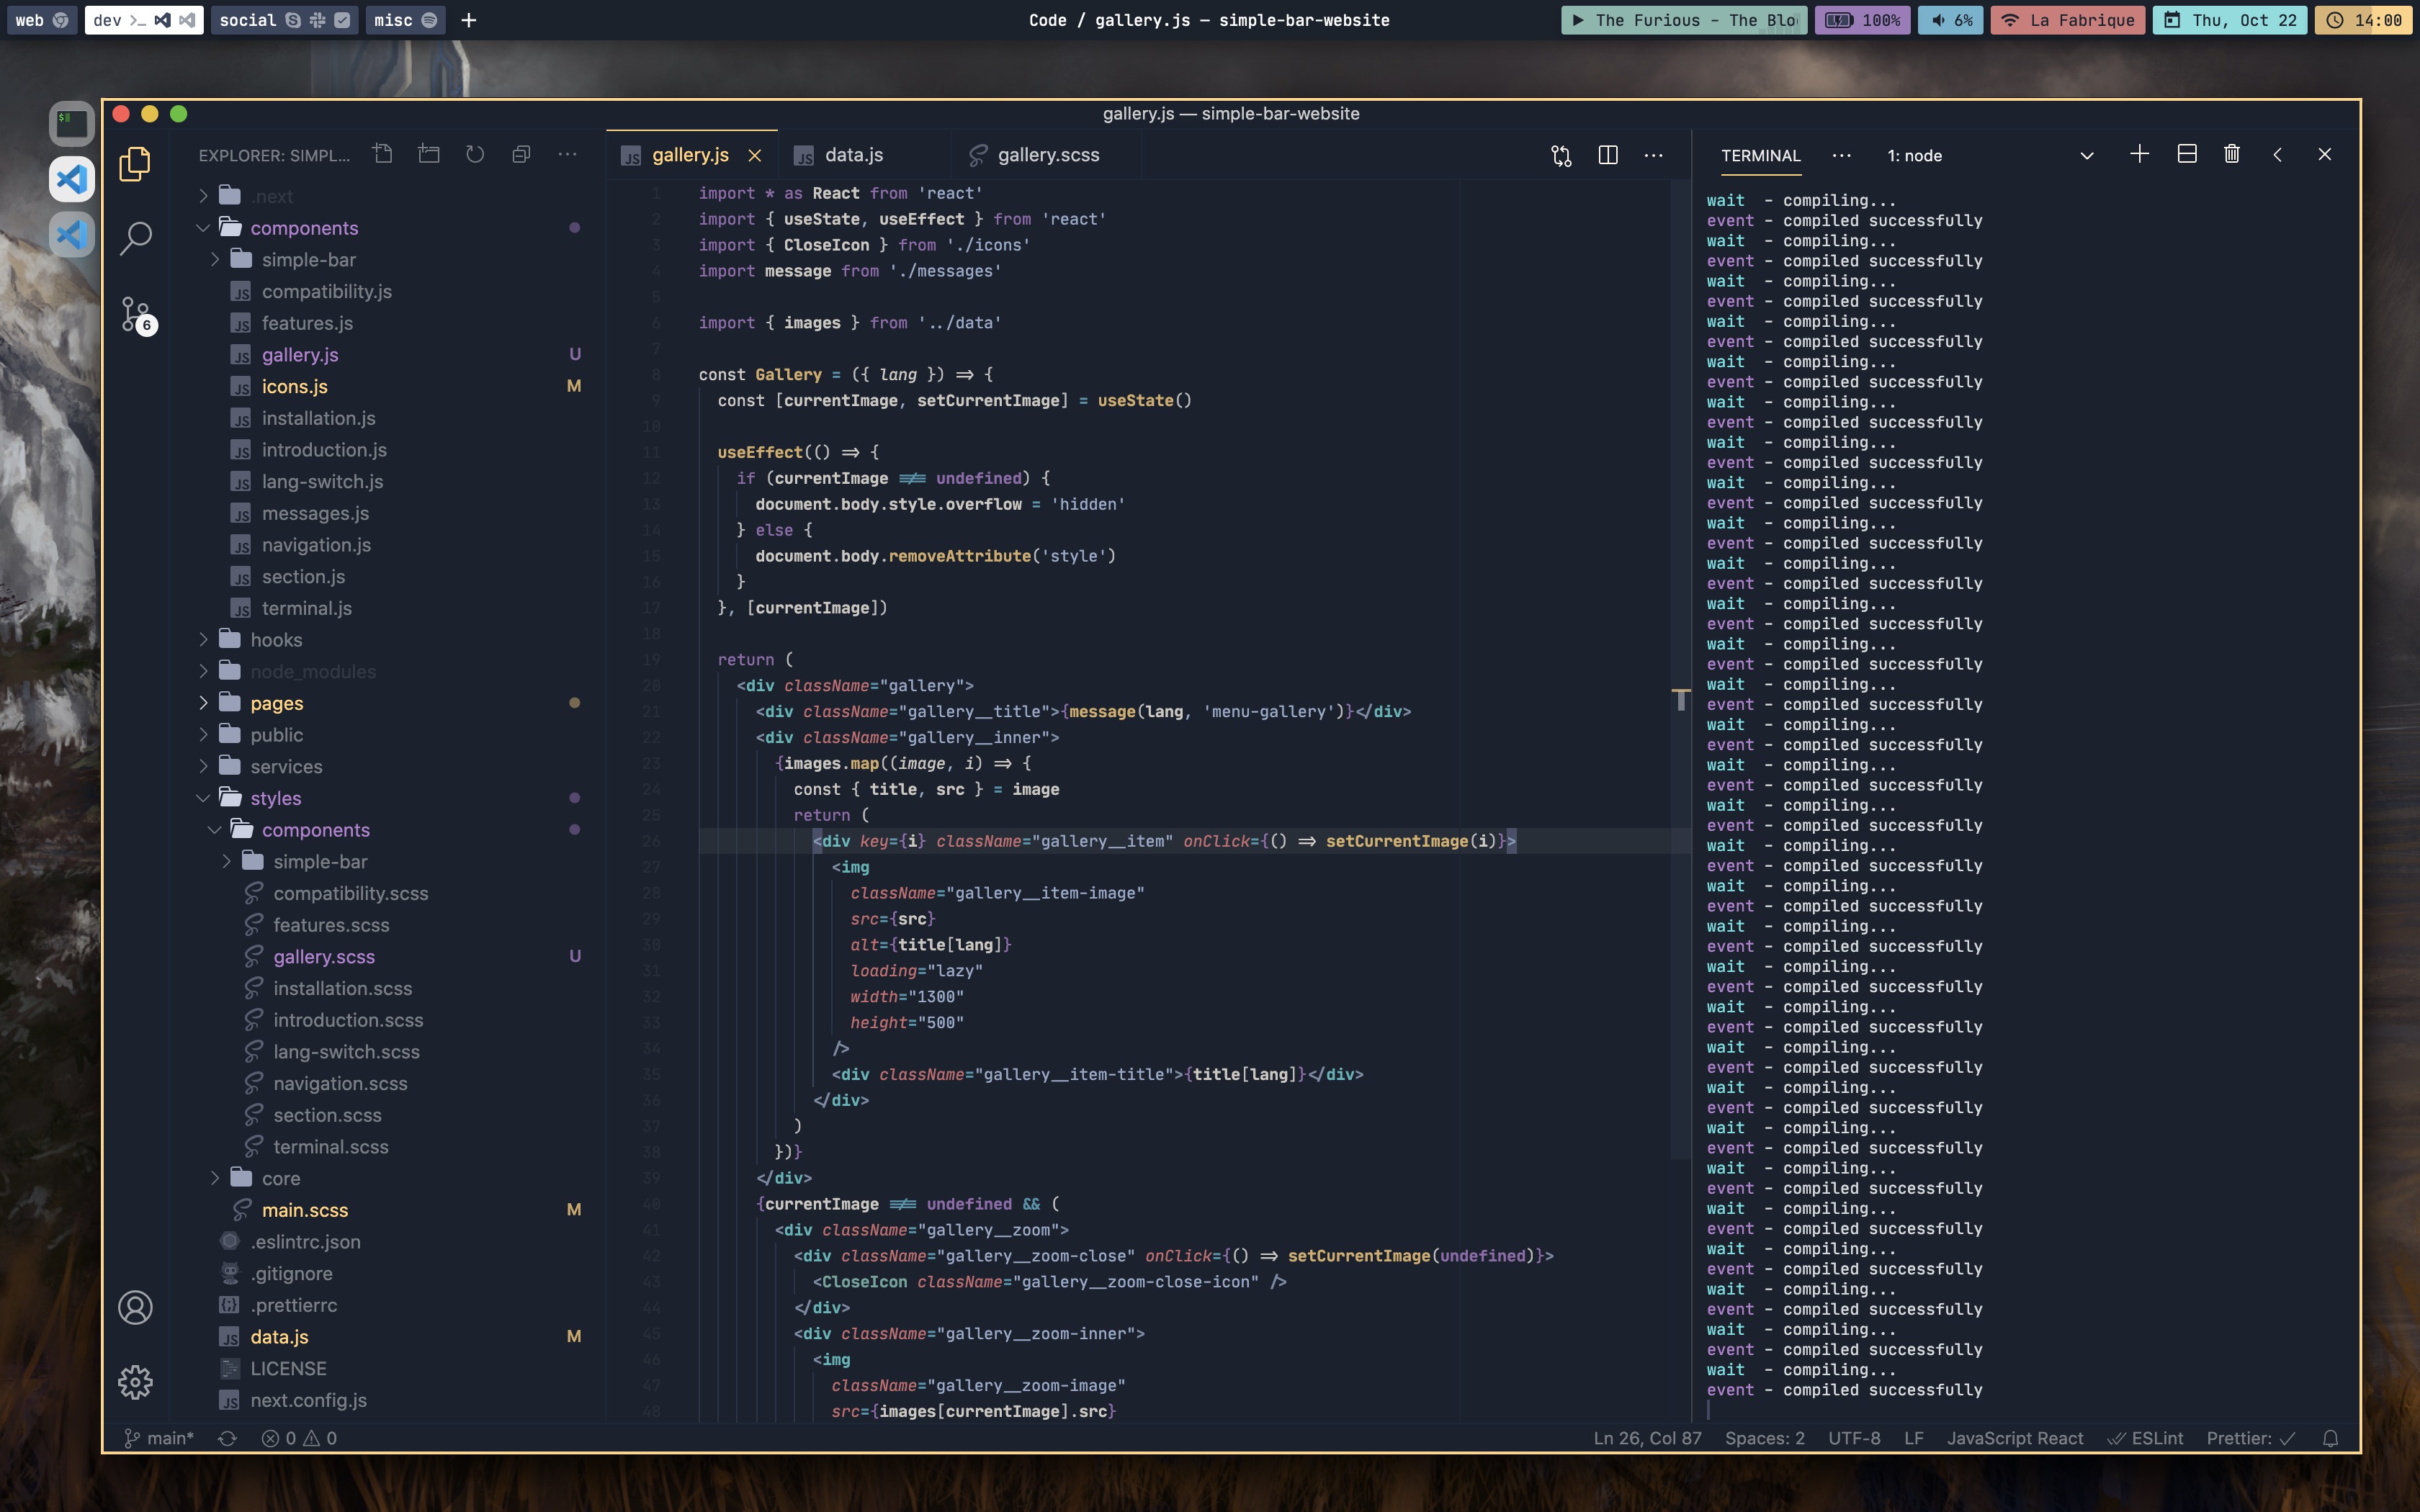 web
dev
social
misc
+
Code / gallery.js — simple-bar-website
The Furious - The Blo
100%
6%
La Fabrique
Thu, Oct 22
14:00
gallery.js — simple-bar-website
EXPLORER: SIMPL...
.next
components
simple-bar
compatibility.js
features.js
gallery.js U
icons.js M
installation.js
introduction.js
lang-switch.js
messages.js
navigation.js
section.js
terminal.js
hooks
node_modules
pages
public
services
styles
components
simple-bar
compatibility.scss
features.scss
gallery.scss U
installation.scss
introduction.scss
lang-switch.scss
navigation.scss
section.scss
terminal.scss
core
main.scss M
.eslintrc.json
.gitignore
.prettierrc
data.js M
LICENSE
next.config.js
6
gallery.js
data.js
gallery.scss
1 import * as React from 'react'
2 import { useState, useEffect } from 'react'
3 import { CloseIcon } from './icons'
4 import message from './messages'
5
6 import { images } from '../data'
7
8 const Gallery = ({ lang }) => {
9 const [currentImage, setCurrentImage] = useState()
10
11 useEffect(() => {
12 if (currentImage !== undefined) {
13 document.body.style.overflow = 'hidden'
14 } else {
15 document.body.removeAttribute('style')
16 }
17 }, [currentImage])
18
19 return (
20 <div className="gallery">
21 <div className="gallery__title">{message(lang, 'menu-gallery')}</div>
22 <div className="gallery__inner">
23 {images.map((image, i) => {
24 const { title, src } = image
25 return (
26 <div key={i} className="gallery__item" onClick={() => setCurrentImage(i)}>
27 <img
28 className="gallery__item-image"
29 src={src}
30 alt={title[lang]}
31 loading="lazy"
32 width="1300"
33 height="500"
34 />
35 <div className="gallery__item-title">{title[lang]}</div>
36 </div>
37 )
38 })}
39 </div>
40 {currentImage !== undefined && (
41 <div className="gallery__zoom">
42 <div className="gallery__zoom-close" onClick={() => setCurrentImage(undefined)}>
43 <CloseIcon className="gallery__zoom-close-icon" />
44 </div>
45 <div className="gallery__zoom-inner">
46 <img
47 className="gallery__zoom-image"
48 src={images[currentImage].src}
TERMINAL
1: node
wait - compiling...
event - compiled successfully
wait - compiling...
event - compiled successfully
wait - compiling...
event - compiled successfully
wait - compiling...
event - compiled successfully
wait - compiling...
event - compiled successfully
wait - compiling...
event - compiled successfully
wait - compiling...
event - compiled successfully
wait - compiling...
event - compiled successfully
wait - compiling...
event - compiled successfully
wait - compiling...
event - compiled successfully
wait - compiling...
event - compiled successfully
wait - compiling...
event - compiled successfully
wait - compiling...
event - compiled successfully
wait - compiling...
event - compiled successfully
wait - compiling...
event - compiled successfully
wait - compiling...
event - compiled successfully
wait - compiling...
event - compiled successfully
wait - compiling...
event - compiled successfully
wait - compiling...
event - compiled successfully
wait - compiling...
event - compiled successfully
wait - compiling...
event - compiled successfully
wait - compiling...
event - compiled successfully
wait - compiling...
event - compiled successfully
wait - compiling...
event - compiled successfully
wait - compiling...
event - compiled successfully
wait - compiling...
event - compiled successfully
wait - compiling...
event - compiled successfully
wait - compiling...
event - compiled successfully
wait - compiling...
event - compiled successfully
wait - compiling...
event - compiled successfully
main*
0
0
Ln 26, Col 87
Spaces: 2
UTF-8
LF
JavaScript React
ESLint
Prettier: